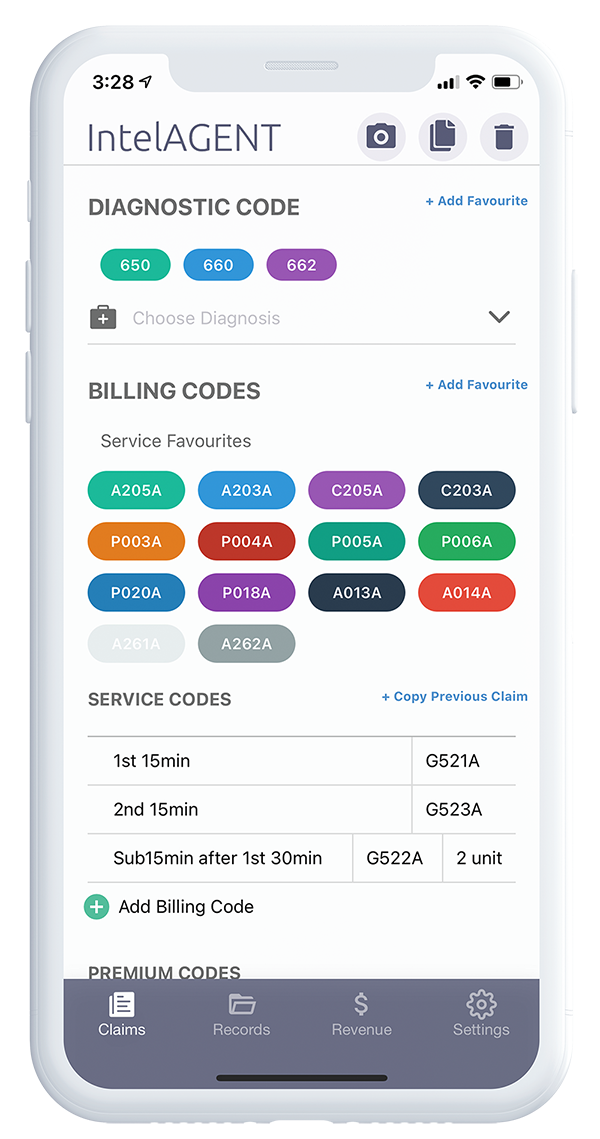 3:28
IntelAGENT
DIAGNOSTIC CODE + Add Favourite
650 660 662
Choose Diagnosis
BILLING CODES + Add Favourite
Service Favourites
A205A A203A C205A C203A
P003A P004A P005A P006A
P020A P018A A013A A014A
A261A A262A
SERVICE CODES + Copy Previous Claim
1st 15min G521A
2nd 15min G523A
Sub15min after 1st 30min G522A 2 unit
Add Billing Code
PREMIUM CODES
Claims Records Revenue Settings